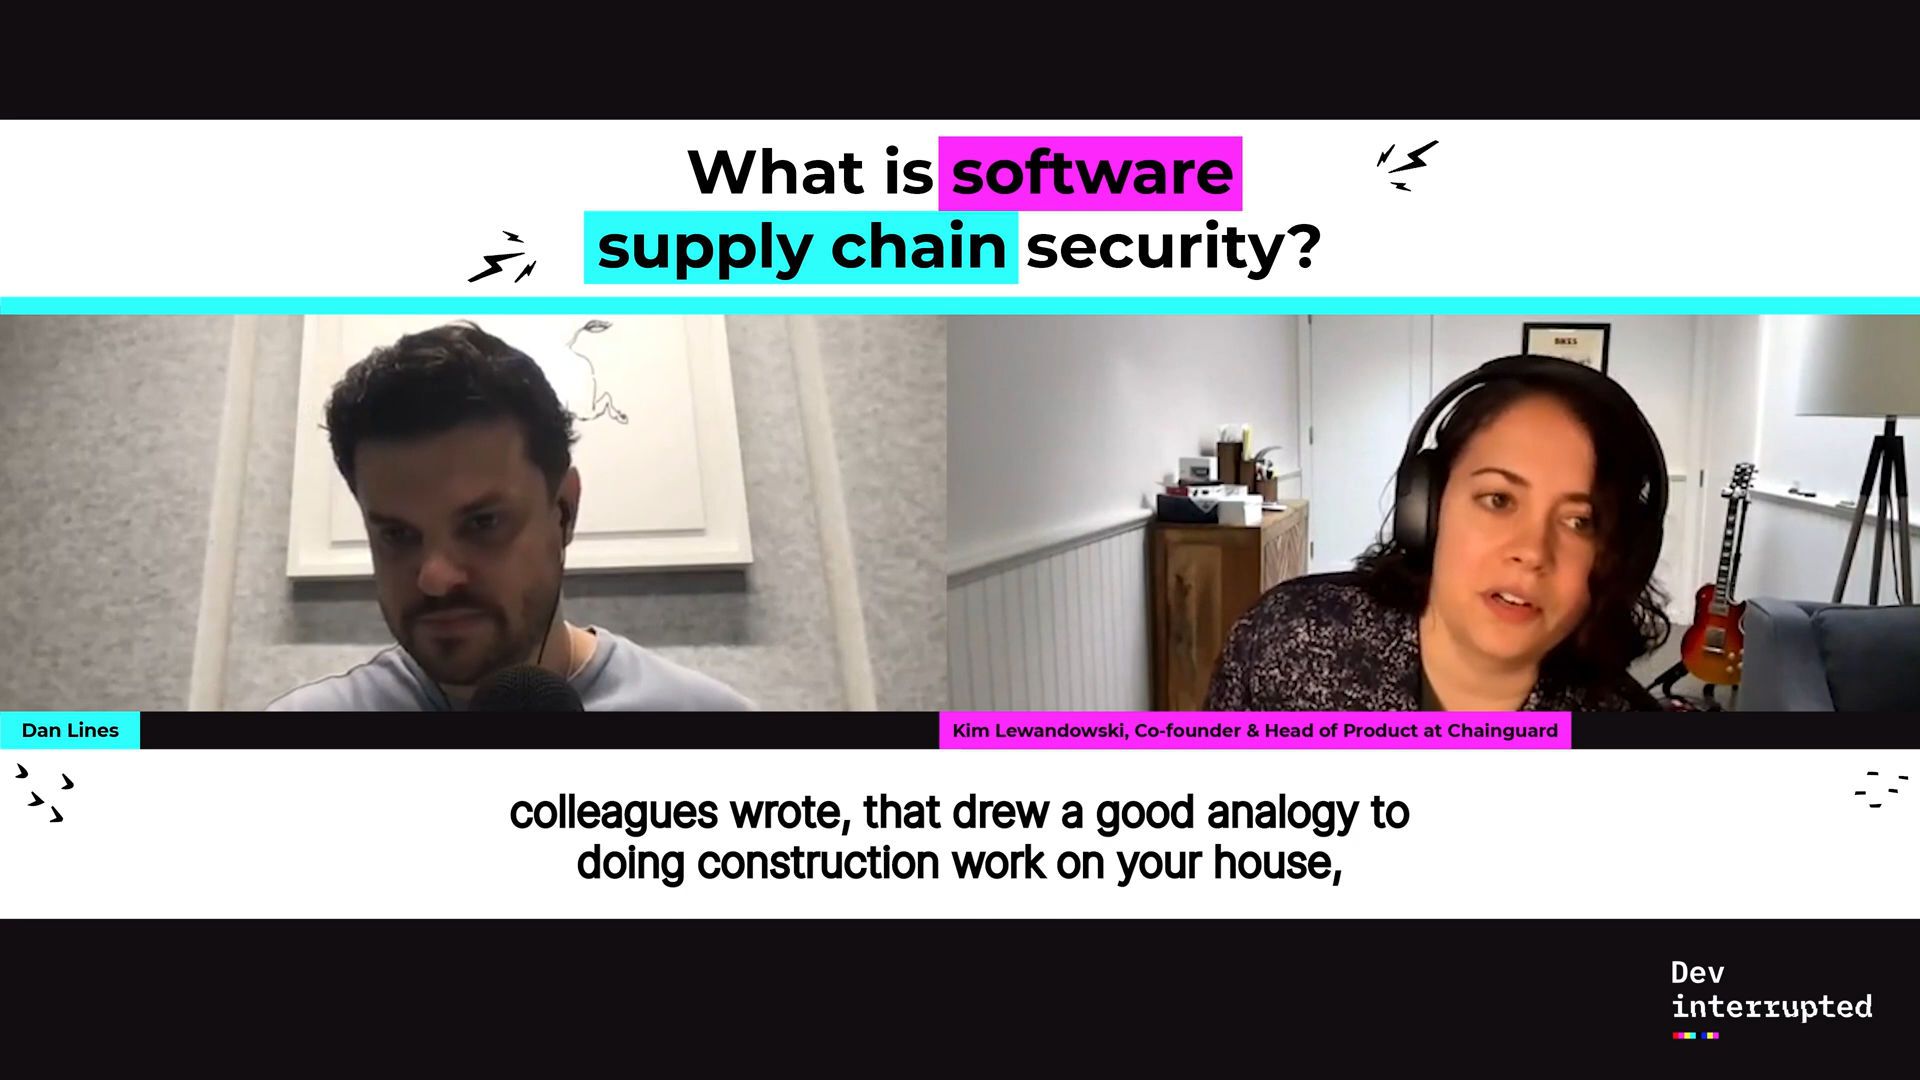 What is software
supply chain security?
BIKES
Dan Lines
Kim Lewandowski, Co-founder & Head of Product at Chainguard
colleagues wrote, that drew a good analogy to
doing construction work on your house,
Dev
interrupted